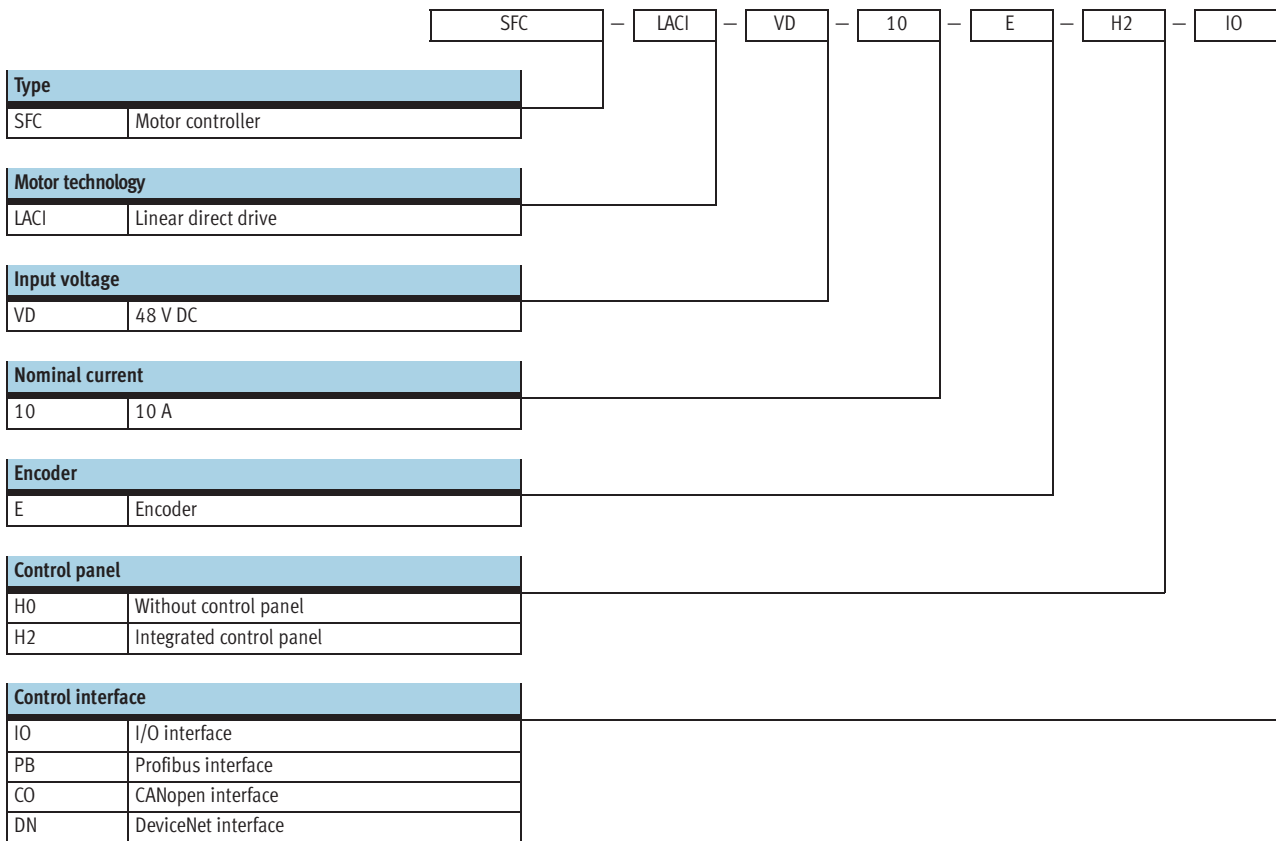 SFC – LACI – VD – 10 – E – H2 – IO
Type
SFC Motor controller
Motor technology
LACI Linear direct drive
Input voltage
VD 48 V DC
Nominal current
10 10 A
Encoder
E Encoder
Control panel
H0 Without control panel
H2 Integrated control panel
Control interface
IO I/O interface
PB Profibus interface
CO CANopen interface
DN DeviceNet interface